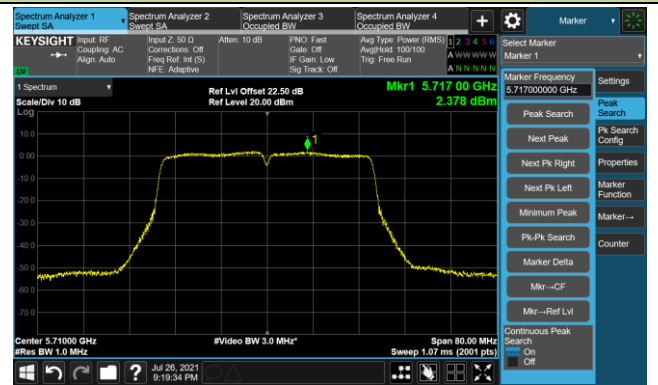 Spectrum Analyzer 1
Swept SA
Spectrum Analyzer 2
Swept SA
Spectrum Analyzer 3
Occupied BW
Spectrum Analyzer 4
Occupied BW
+
Marker
KEYSIGHT
Input: RF
Coupling: AC
Align: Auto
Input Z: 50 Ω
Corrections: Off
Freq Ref: Int (S)
NFE: Adaptive
Atten: 10 dB
PNO: Fast
Gate: Off
IF Gain: Low
Sig Track: Off
Avg Type: Power (RMS)
Avg|Hold: 100/100
Trig: Free Run
1 2 3 4 5 6
A W W W W W
A N N N N N
Select Marker
Marker 1
1 Spectrum
Scale/Div 10 dB
Log
Ref Lvl Offset 22.50 dB
Ref Level 20.00 dBm
Mkr1 5.717 00 GHz
2.378 dBm
10.0
0.00
-10.0
-20.0
-30.0
-40.0
-50.0
-60.0
-70.0
1
Center 5.71000 GHz
#Res BW 1.0 MHz
#Video BW 3.0 MHz*
Span 80.00 MHz
Sweep 1.07 ms (2001 pts)
Marker Frequency
5.717000000 GHz
Peak Search
Next Peak
Next Pk Right
Next Pk Left
Minimum Peak
Pk-Pk Search
Marker Delta
Mkr→CF
Mkr→Ref Lvl
Continuous Peak
Search
On
Off
Settings
Peak
Search
Pk Search
Config
Properties
Marker
Function
Marker→
Counter
?
Jul 26, 2021
9:19:34 PM